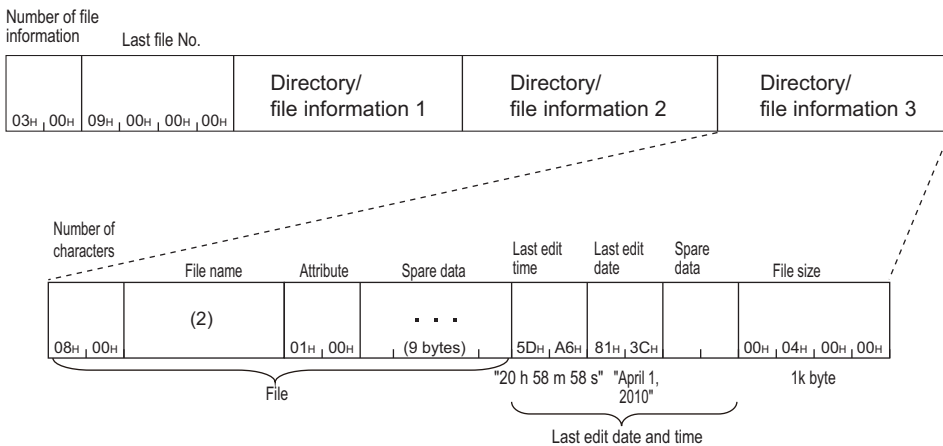 Number of file
information
Last file No.
03H 00H
09H 00H 00H 00H
Directory/
file information 1
Directory/
file information 2
Directory/
file information 3
Number of
characters
File name
Attribute
Spare data
Last edit
time
Last edit
date
Spare
data
File size
08H 00H
(2)
01H 00H
. . .
(9 bytes)
5DH A6H
81H 3CH
00H 04H 00H 00H
File
"20 h 58 m 58 s"
"April 1,
2010"
1k byte
Last edit date and time